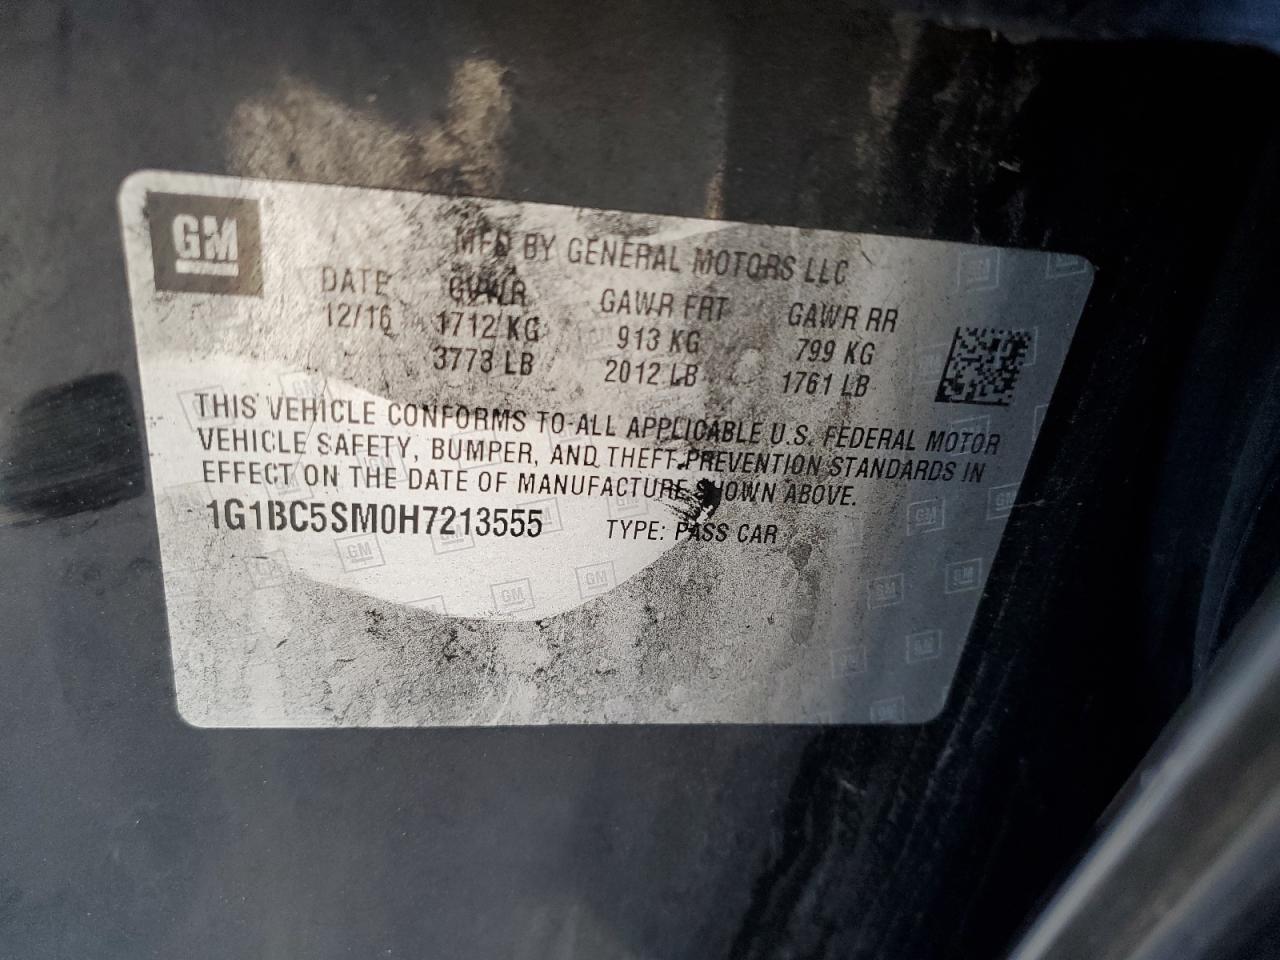 GM
MFD BY GENERAL MOTORS LLC
DATE GVWR GAWR FRT GAWR RR
12/16 1712 KG 913 KG 799 KG
3773 LB 2012 LB 1761 LB
THIS VEHICLE CONFORMS TO ALL APPLICABLE U.S. FEDERAL MOTOR
VEHICLE SAFETY, BUMPER, AND THEFT PREVENTION STANDARDS IN
EFFECT ON THE DATE OF MANUFACTURE SHOWN ABOVE.
1G1BC5SM0H7213555 TYPE: PASS CAR